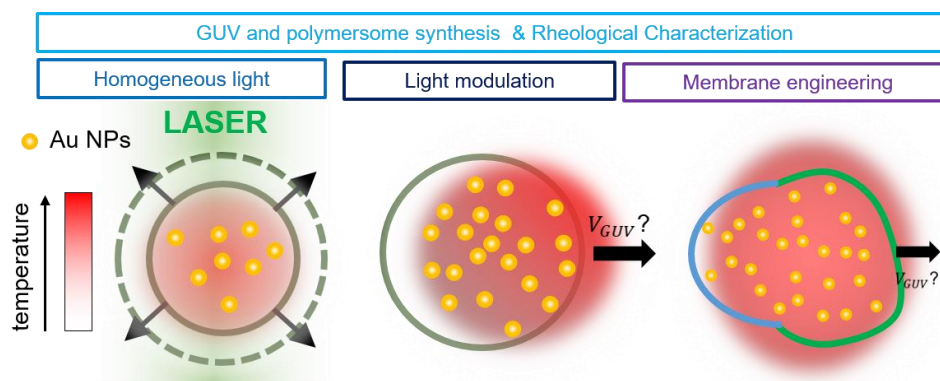 GUV and polymersome synthesis & Rheological Characterization
Homogeneous light
Light modulation
Membrane engineering
LASER
Au NPs
temperature
V_GUV ?
V_GUV ?